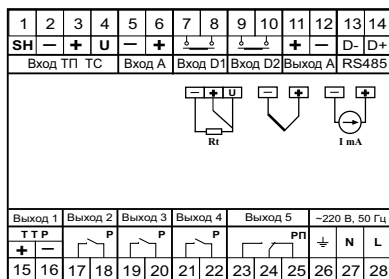 1 2 3 4 5 6 7 8 9 10 11 12 13 14
SH − + U − + + − D- D+
Вход ТП ТС Вход А Вход D1 Вход D2 Выход А RS485
− + U − + − +
Rt I mA
Выход 1 Выход 2 Выход 3 Выход 4 Выход 5 ~220 В, 50 Гц
ТТР Р Р Р РП N L
+ −
15 16 17 18 19 20 21 22 23 24 25 26 27 23